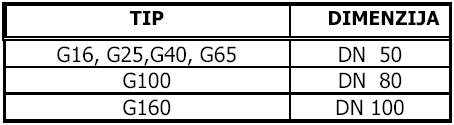 TIP DIMENZIJA
G16, G25,G40, G65 DN 50
G100 DN 80
G160 DN 100